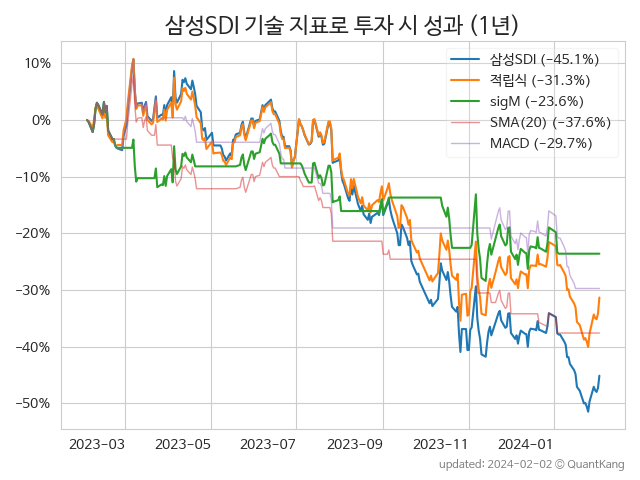 삼성SDI 기술 지표로 투자 시 성과 (1년)
삼성SDI (−45.1%)
적립식 (−31.3%)
sigM (−23.6%)
SMA(20) (−37.6%)
MACD (−29.7%)
10%
0%
−10%
−20%
−30%
−40%
−50%
2023-03 2023-05 2023-07 2023-09 2023-11 2024-01
updated: 2024-02-02 © QuantKang